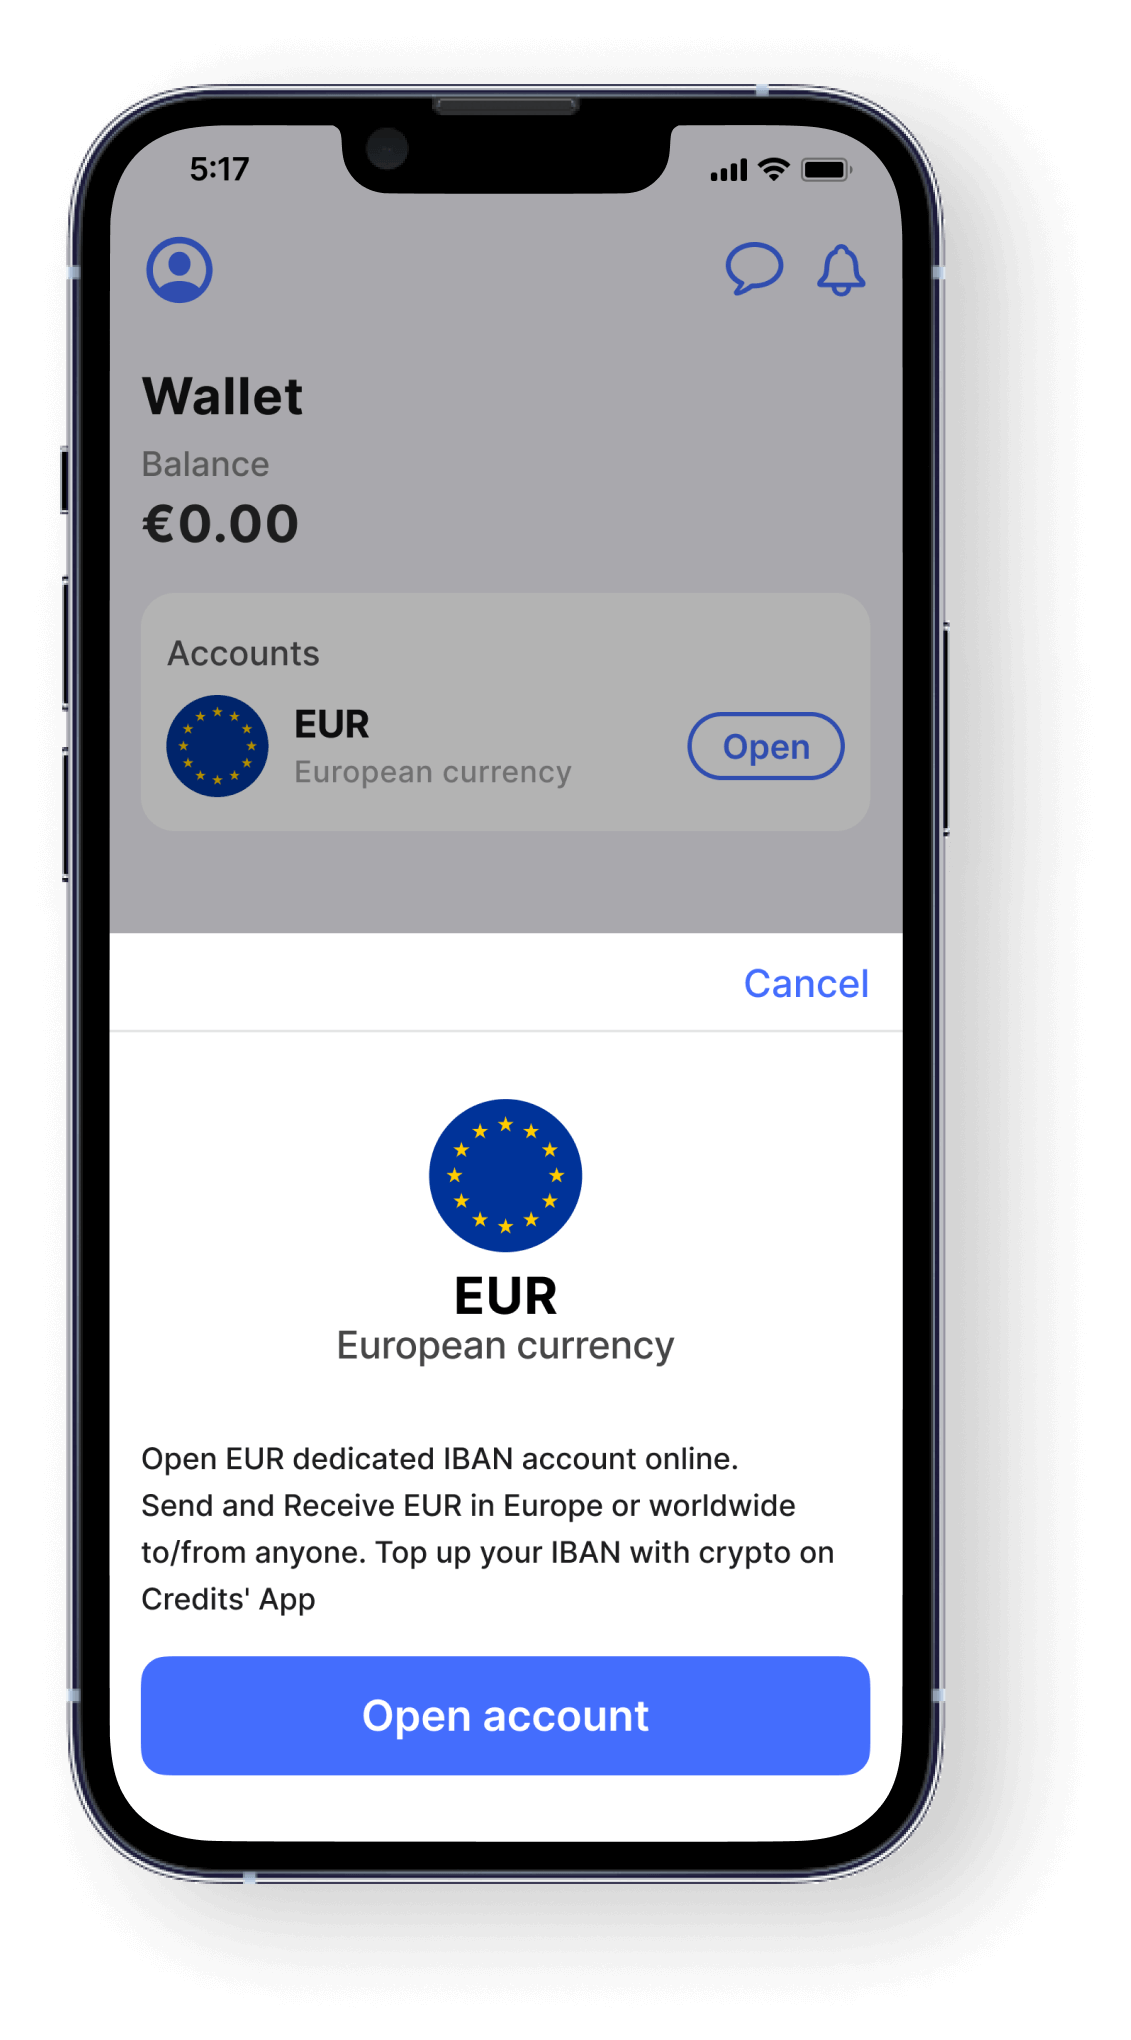 5:17
Wallet
Balance
€0.00
Accounts
EUR
European currency
Open
Cancel
EUR
European currency
Open EUR dedicated IBAN account online.
Send and Receive EUR in Europe or worldwide
to/from anyone. Top up your IBAN with crypto on
Credits' App
Open account